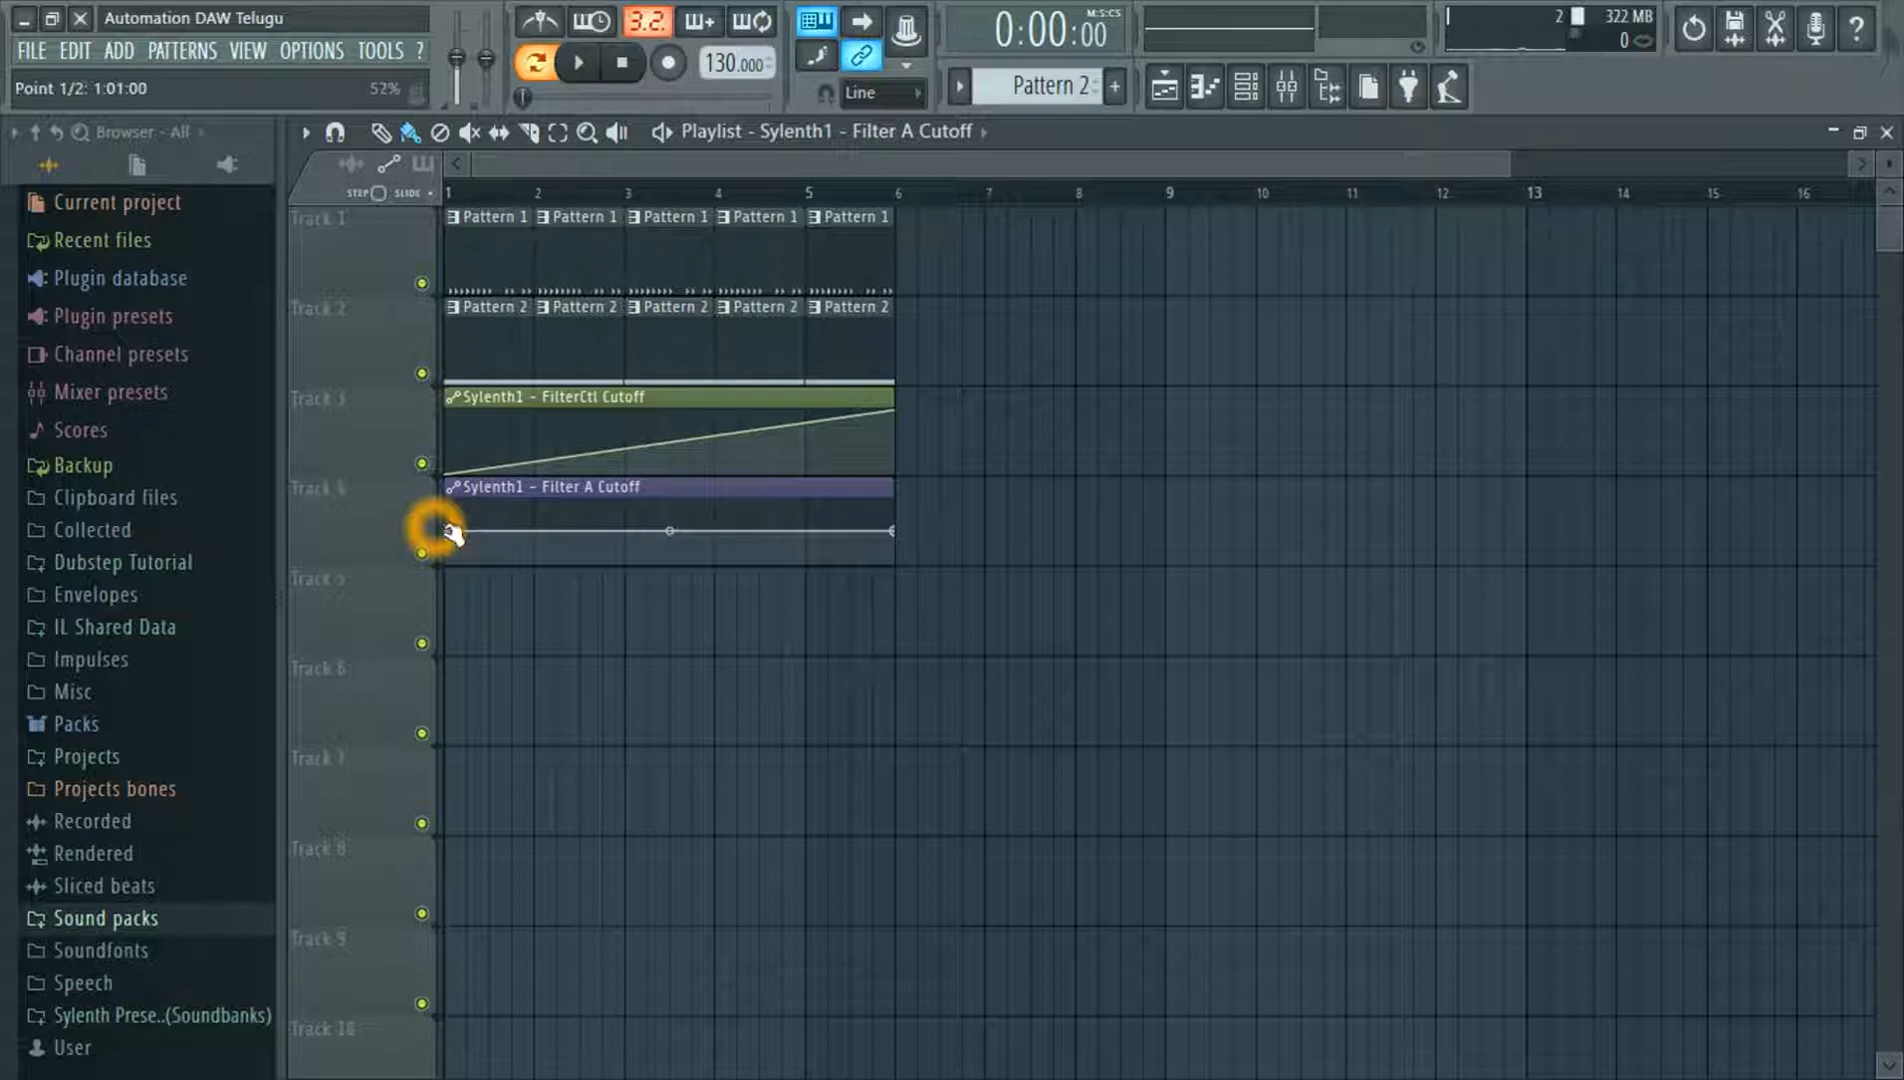 Automation DAW Telugu
FILE EDIT ADD PATTERNS VIEW OPTIONS TOOLS ?
Point 1/2: 1:01:00 52%
3.2.
130.000
Line
0:00:00 M:S:CS
Pattern 2 +
2 322 MB
0
?
Browser - All
Playlist - Sylenth1 - Filter A Cutoff
STEP SLIDE
1 2 3 4 5 6 7 8 9 10 11 12 13 14 15 16
Current project
Recent files
Plugin database
Plugin presets
Channel presets
Mixer presets
Scores
Backup
Clipboard files
Collected
Dubstep Tutorial
Envelopes
IL Shared Data
Impulses
Misc
Packs
Projects
Projects bones
Recorded
Rendered
Sliced beats
Sound packs
Soundfonts
Speech
Sylenth Prese..(Soundbanks)
User
Track 1
Pattern 1 Pattern 1 Pattern 1 Pattern 1 Pattern 1
Track 2
Pattern 2 Pattern 2 Pattern 2 Pattern 2 Pattern 2
Track 3
Sylenth1 - FilterCtl Cutoff
Track 4
Sylenth1 - Filter A Cutoff
Track 5
Track 6
Track 7
Track 8
Track 9
Track 10